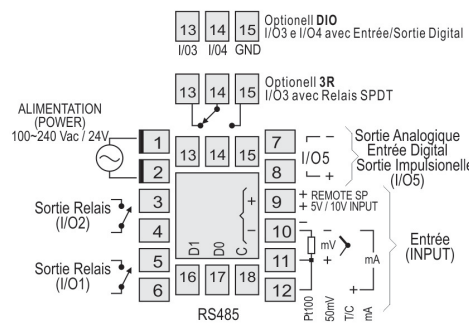 13 14 15
Optionell DIO
I/O3 e I/O4 avec Entrée/Sortie Digital
I/03 I/04 GND
13 14 15
Optionell 3R
I/O3 avec Relais SPDT
ALIMENTATION
(POWER)
100~240 Vac / 24V
1
2
13 14 15
7
8
I/O5
Sortie Analogique
Entrée Digital
Sortie Impulsionelle
(I/O5)
Sortie Relais
(I/O2)
3
4
9
10
+ REMOTE SP
+ 5V / 10V INPUT
Sortie Relais
(I/O1)
5
6
11
12
mV
mA
Entrée
(INPUT)
D1 D0 C
16 17 18
RS485
Pt100
50mV
T/C
mA